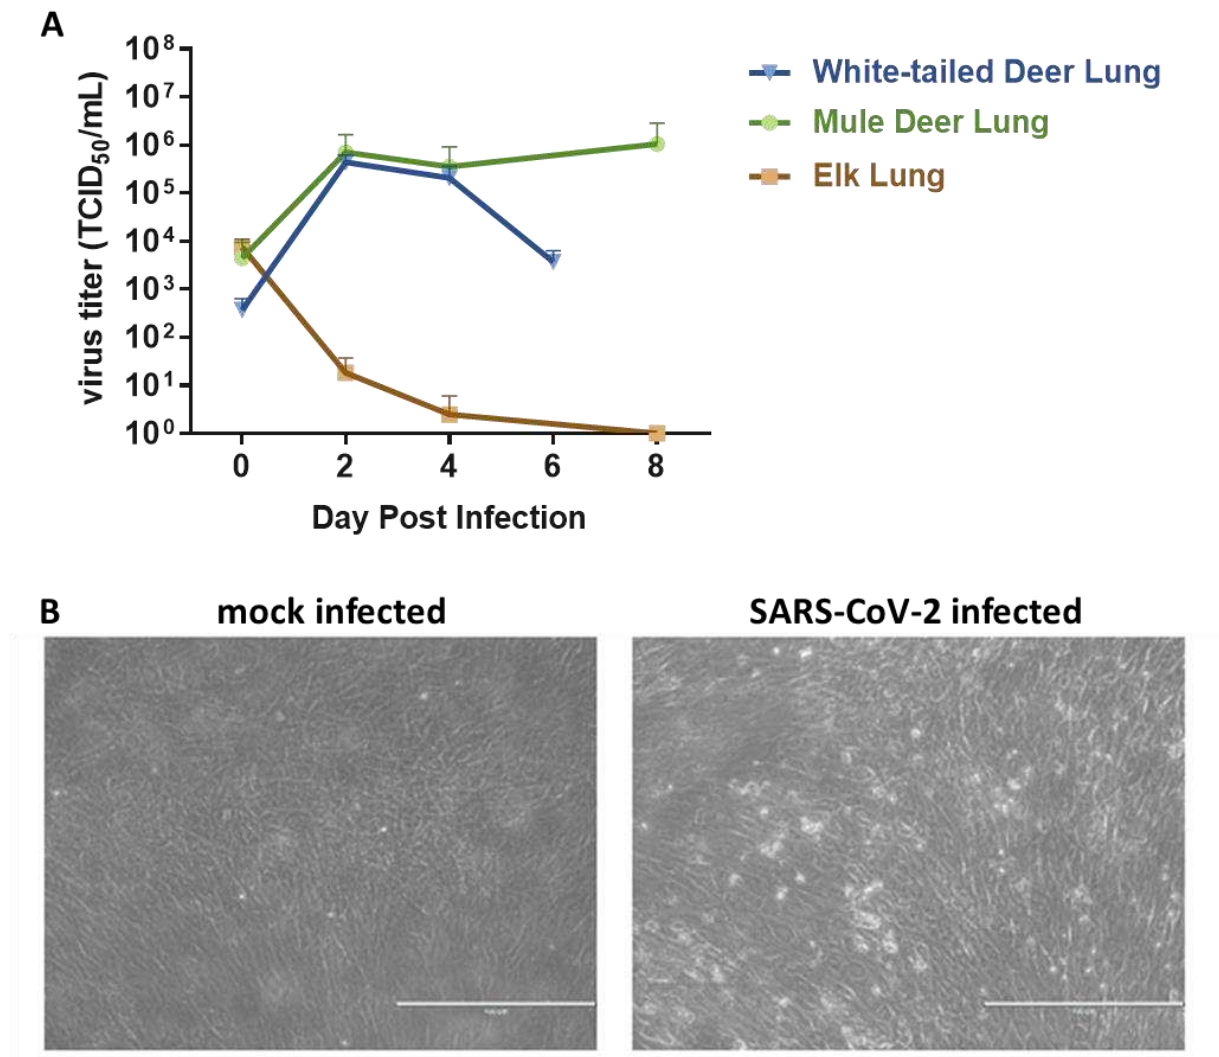 A
10⁸
10⁷
10⁶
10⁵
10⁴
10³
10²
10¹
10⁰
virus titer (TCID₅₀/mL)
0 2 4 6 8
Day Post Infection
White-tailed Deer Lung
Mule Deer Lung
Elk Lung
B
mock infected
SARS-CoV-2 infected